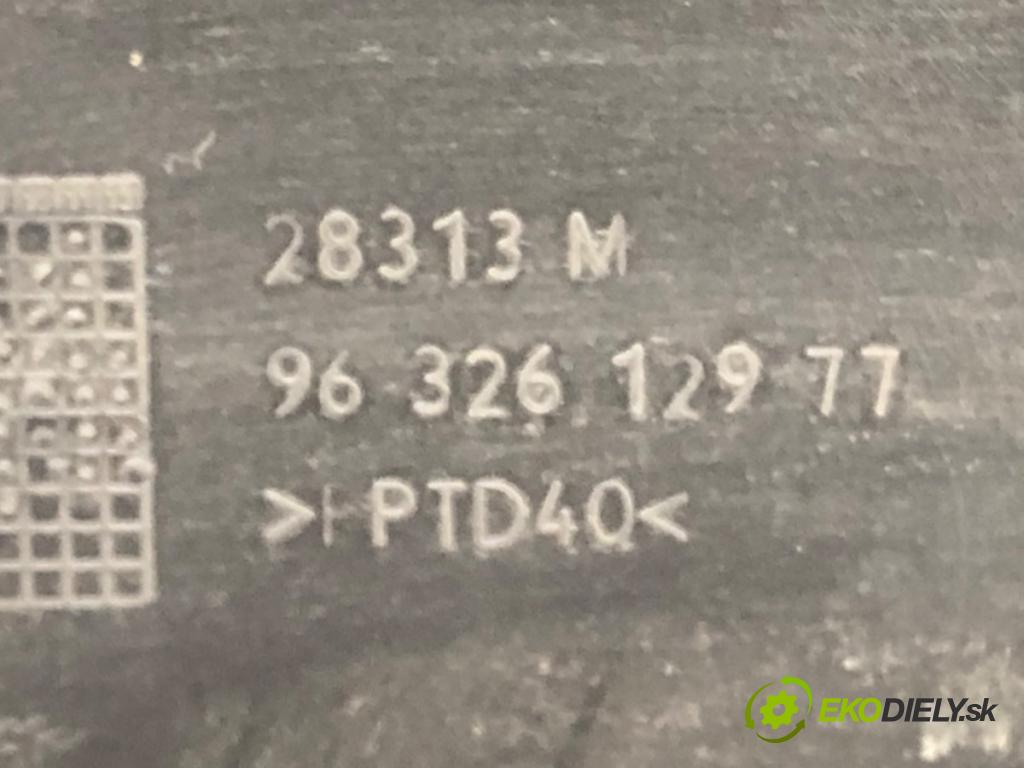 28313 M
96 326 129 77
>PTD40<
EKODIELY.sk